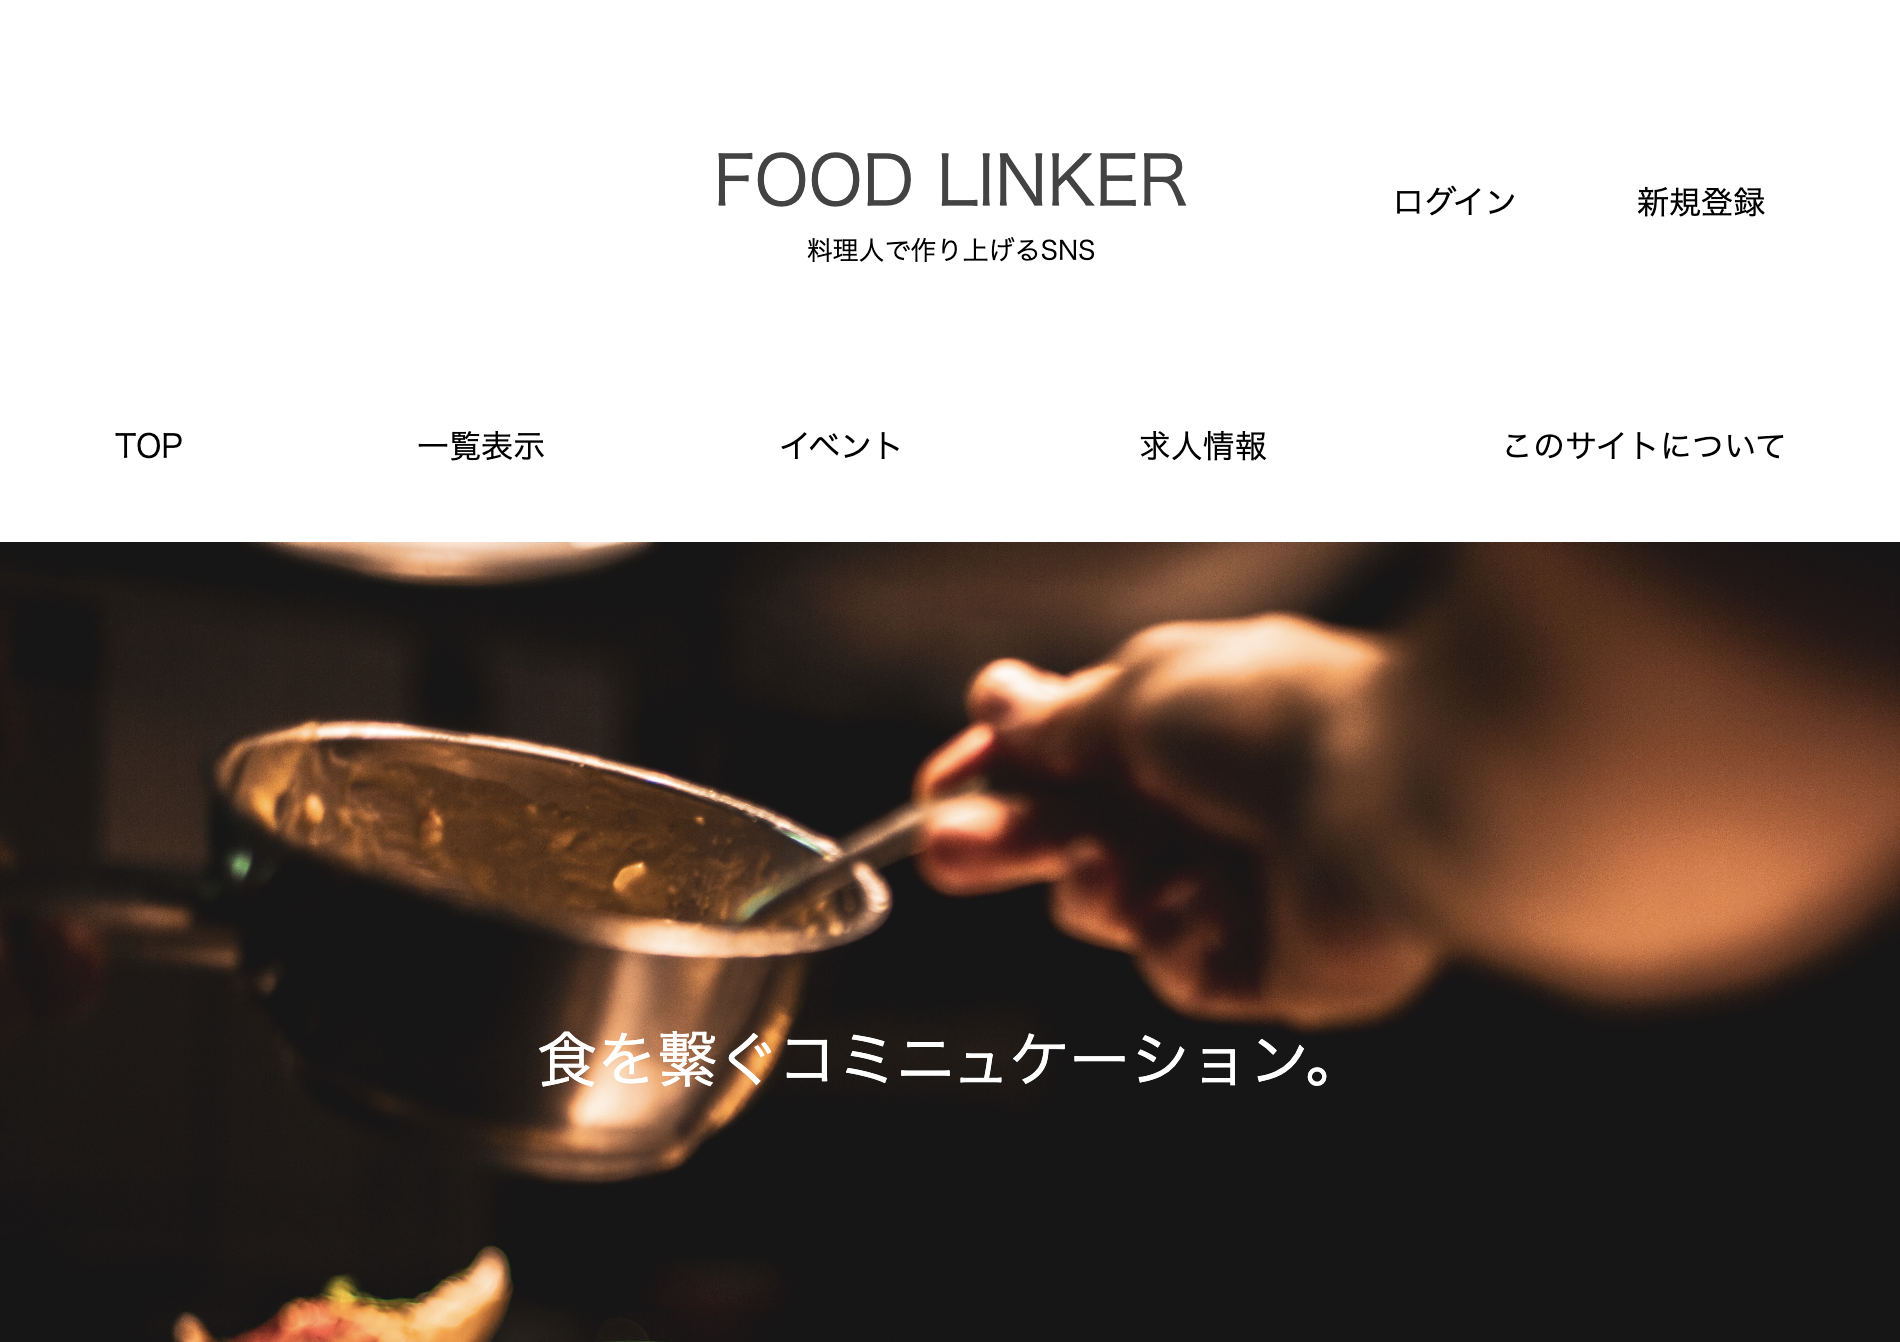 FOOD LINKER
料理人で作り上げるSNS
ログイン 新規登録
TOP 一覧表示 イベント 求人情報 このサイトについて
食を繋ぐコミニュケーション。